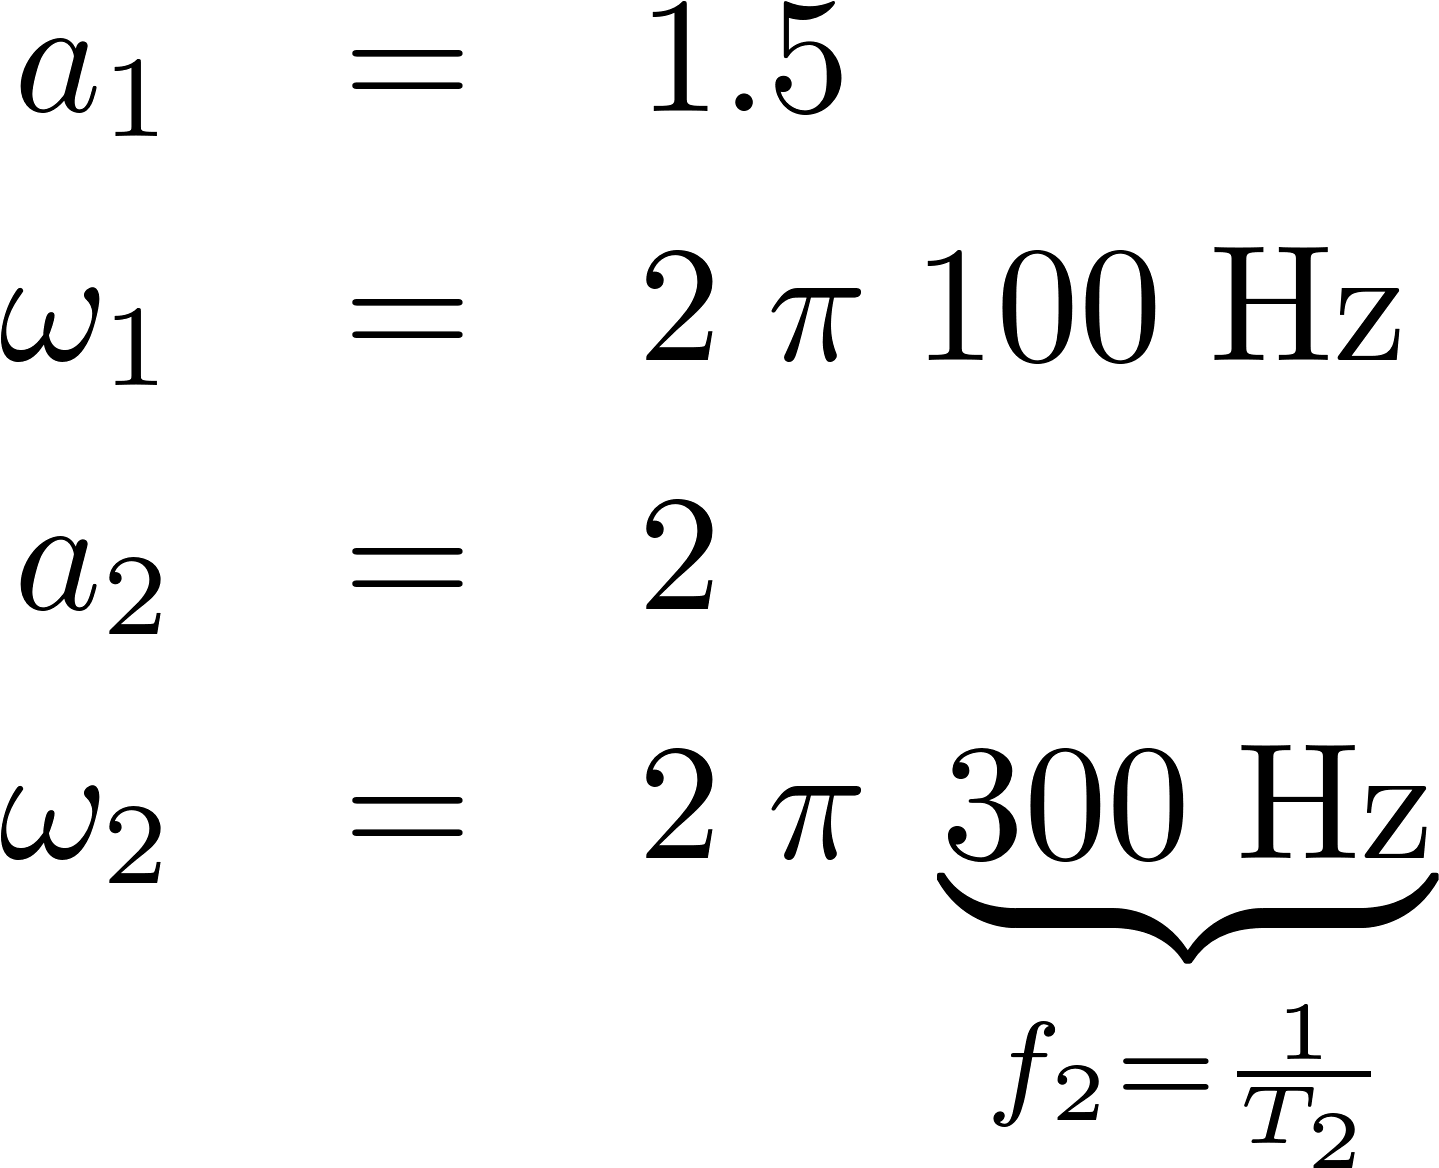 a₁ = 1.5
ω₁ = 2 π 100 Hz
a₂ = 2
ω₂ = 2 π 300 Hz
f₂ = 1/T₂